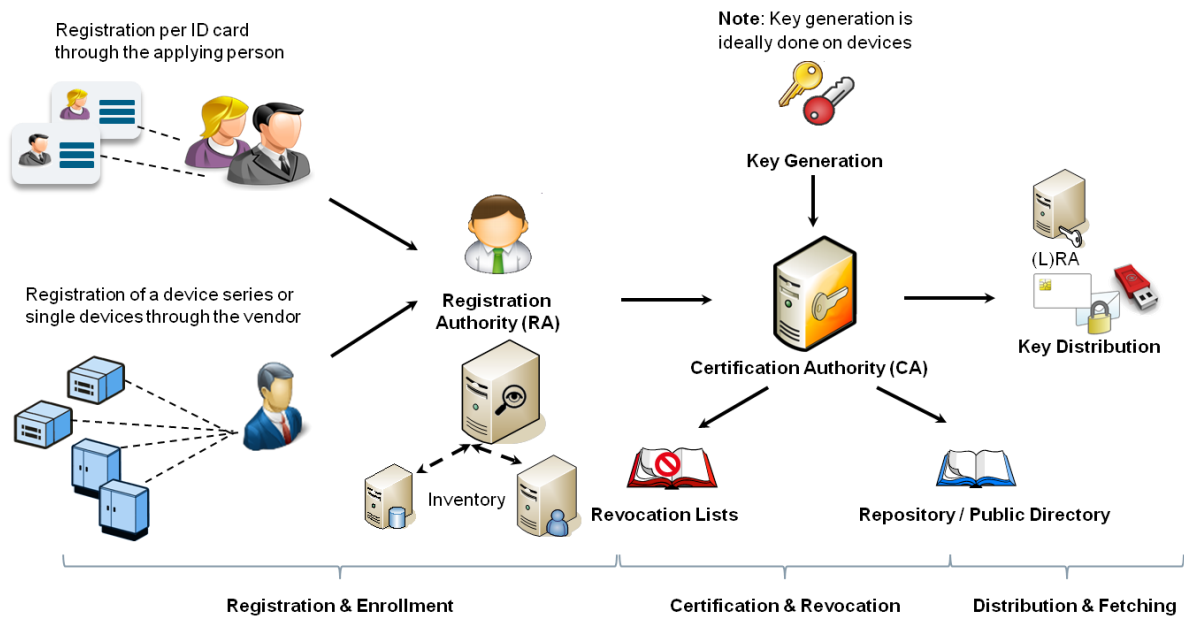 Registration per ID card
through the applying person
Note: Key generation is
ideally done on devices
Key Generation
Registration of a device series or
single devices through the vendor
Registration
Authority (RA)
Certification Authority (CA)
(L)RA
Key Distribution
Inventory
Revocation Lists
Repository / Public Directory
Registration & Enrollment
Certification & Revocation
Distribution & Fetching